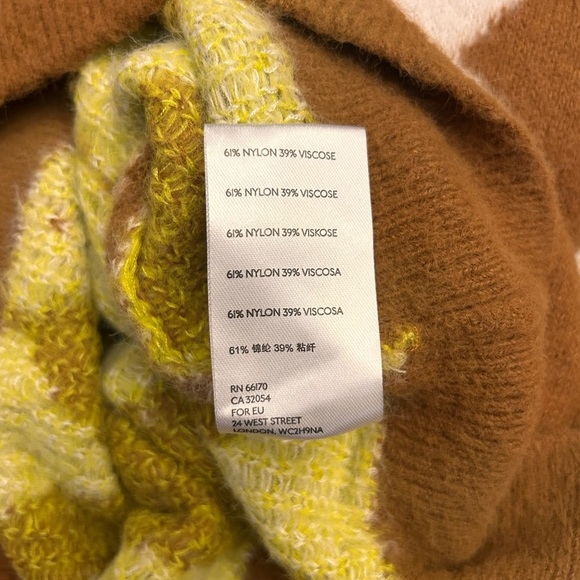 61% NYLON 39% VISCOSE
61% NYLON 39% VISCOSE
61% NYLON 39% VISKOSE
61% NYLON 39% VISCOSA
61% NYLON 39% VISCOSA
61% 锦纶 39% 粘纤
RN 66170
CA 32054
FOR EU
24 WEST STREET
LONDON, WC2H9NA